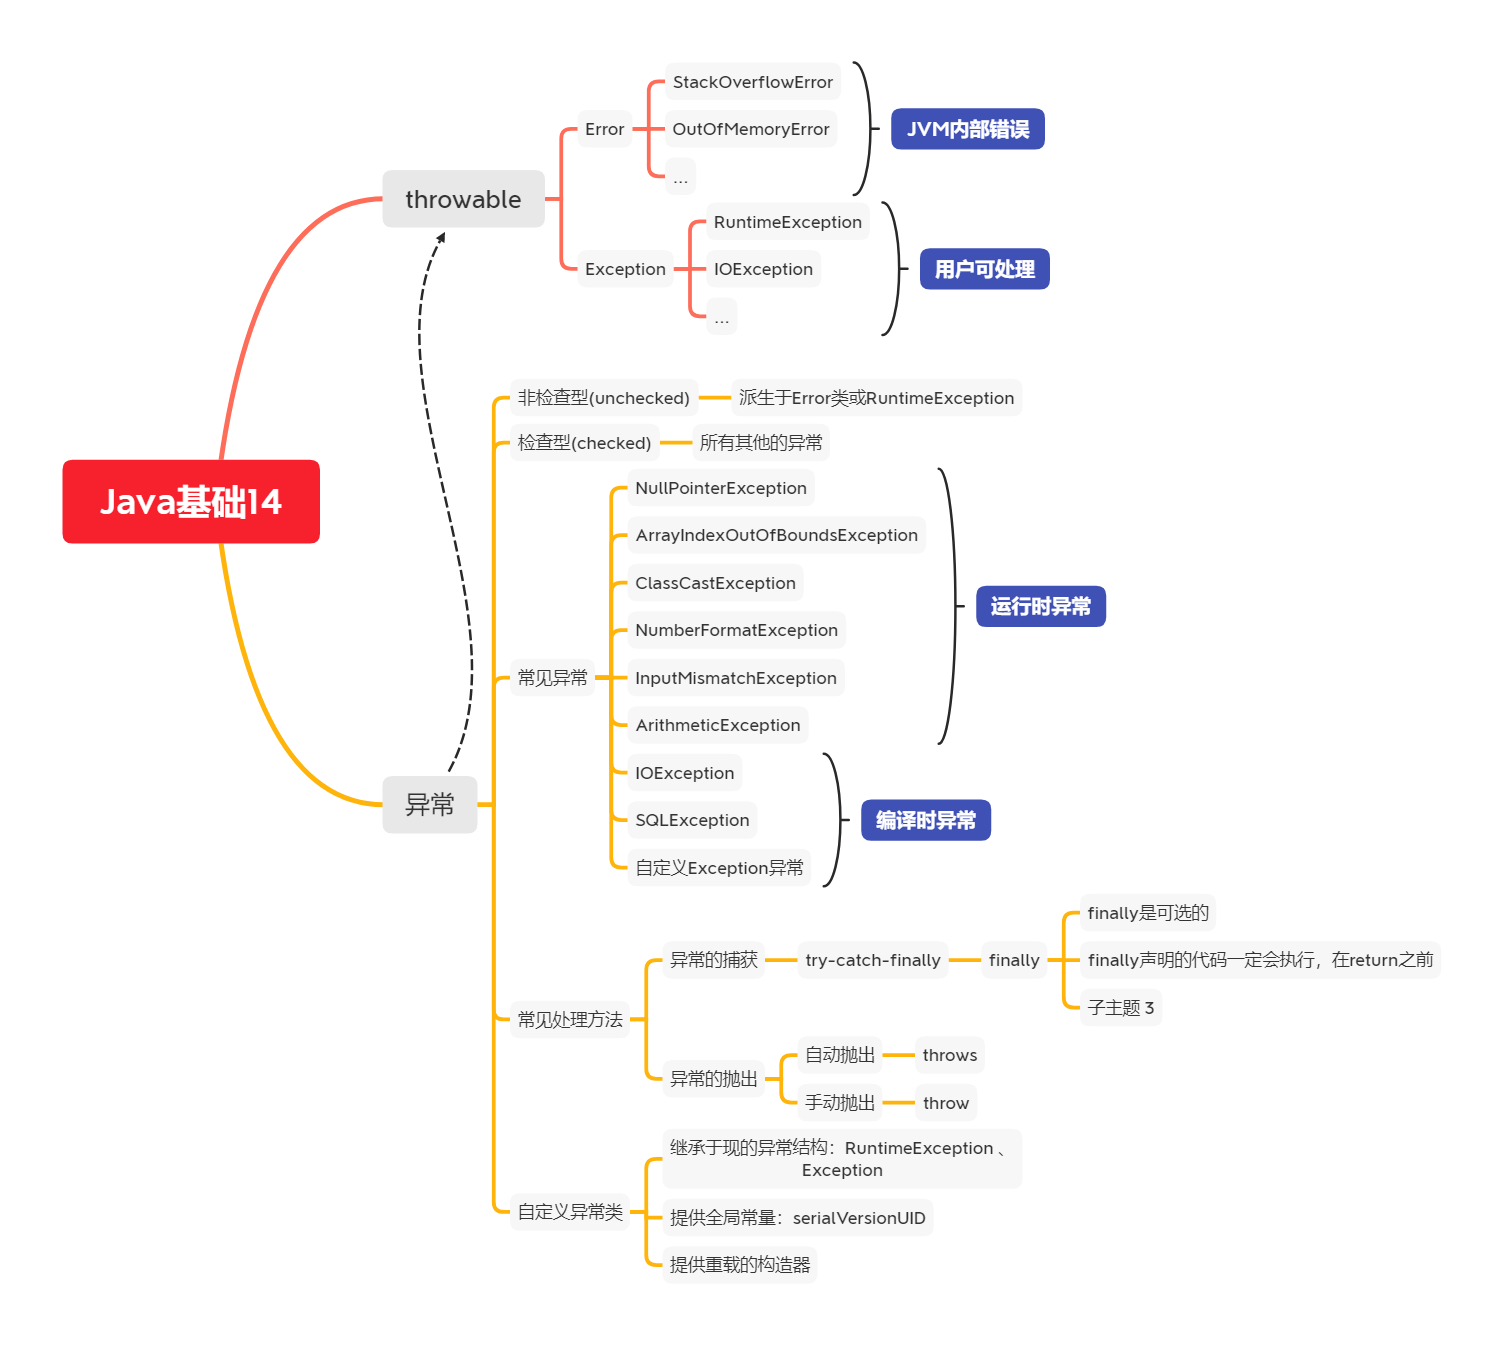 StackOverflowError
OutOfMemoryError
...
Error
JVM内部错误
throwable
RuntimeException
IOException
...
Exception
用户可处理
Java基础14
非检查型(unchecked)
派生于Error类或RuntimeException
检查型(checked)
所有其他的异常
NullPointerException
ArrayIndexOutOfBoundsException
ClassCastException
NumberFormatException
InputMismatchException
ArithmeticException
运行时异常
常见异常
IOException
SQLException
自定义Exception异常
编译时异常
异常
finally是可选的
异常的捕获
try-catch-finally
finally
finally声明的代码一定会执行，在return之前
子主题 3
常见处理方法
异常的抛出
自动抛出
throws
手动抛出
throw
继承于现的异常结构：RuntimeException 、
Exception
自定义异常类
提供全局常量：serialVersionUID
提供重载的构造器